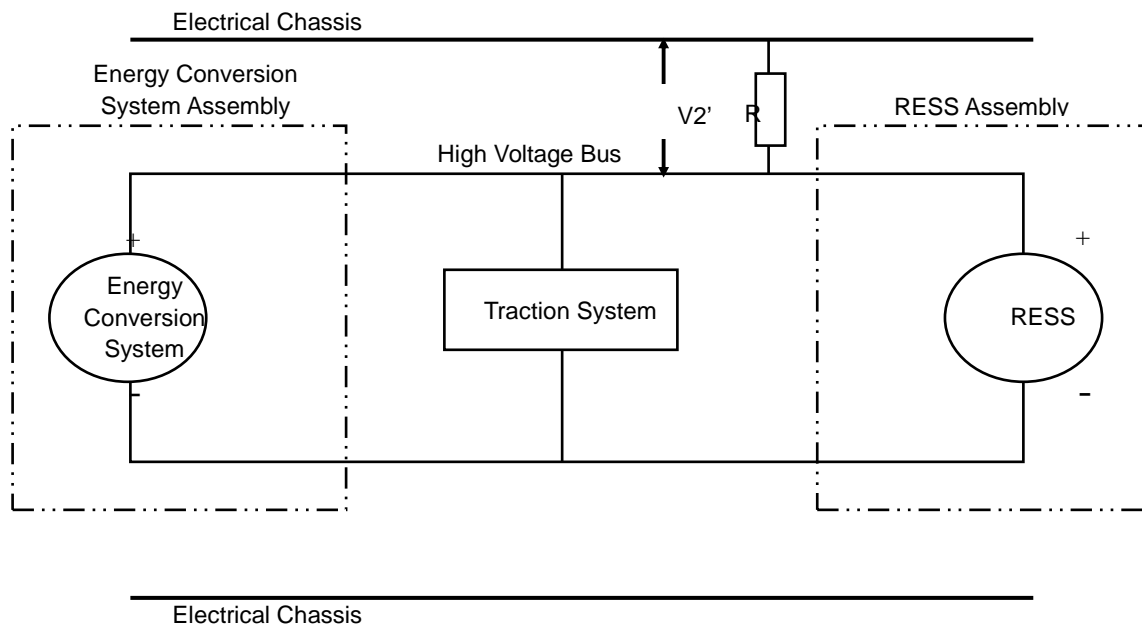 Electrical Chassis
Energy Conversion
System Assembly
V2’
R
RESS Assembly
High Voltage Bus
+
+
Energy
Conversion
System
Traction System
RESS
-
-
Electrical Chassis